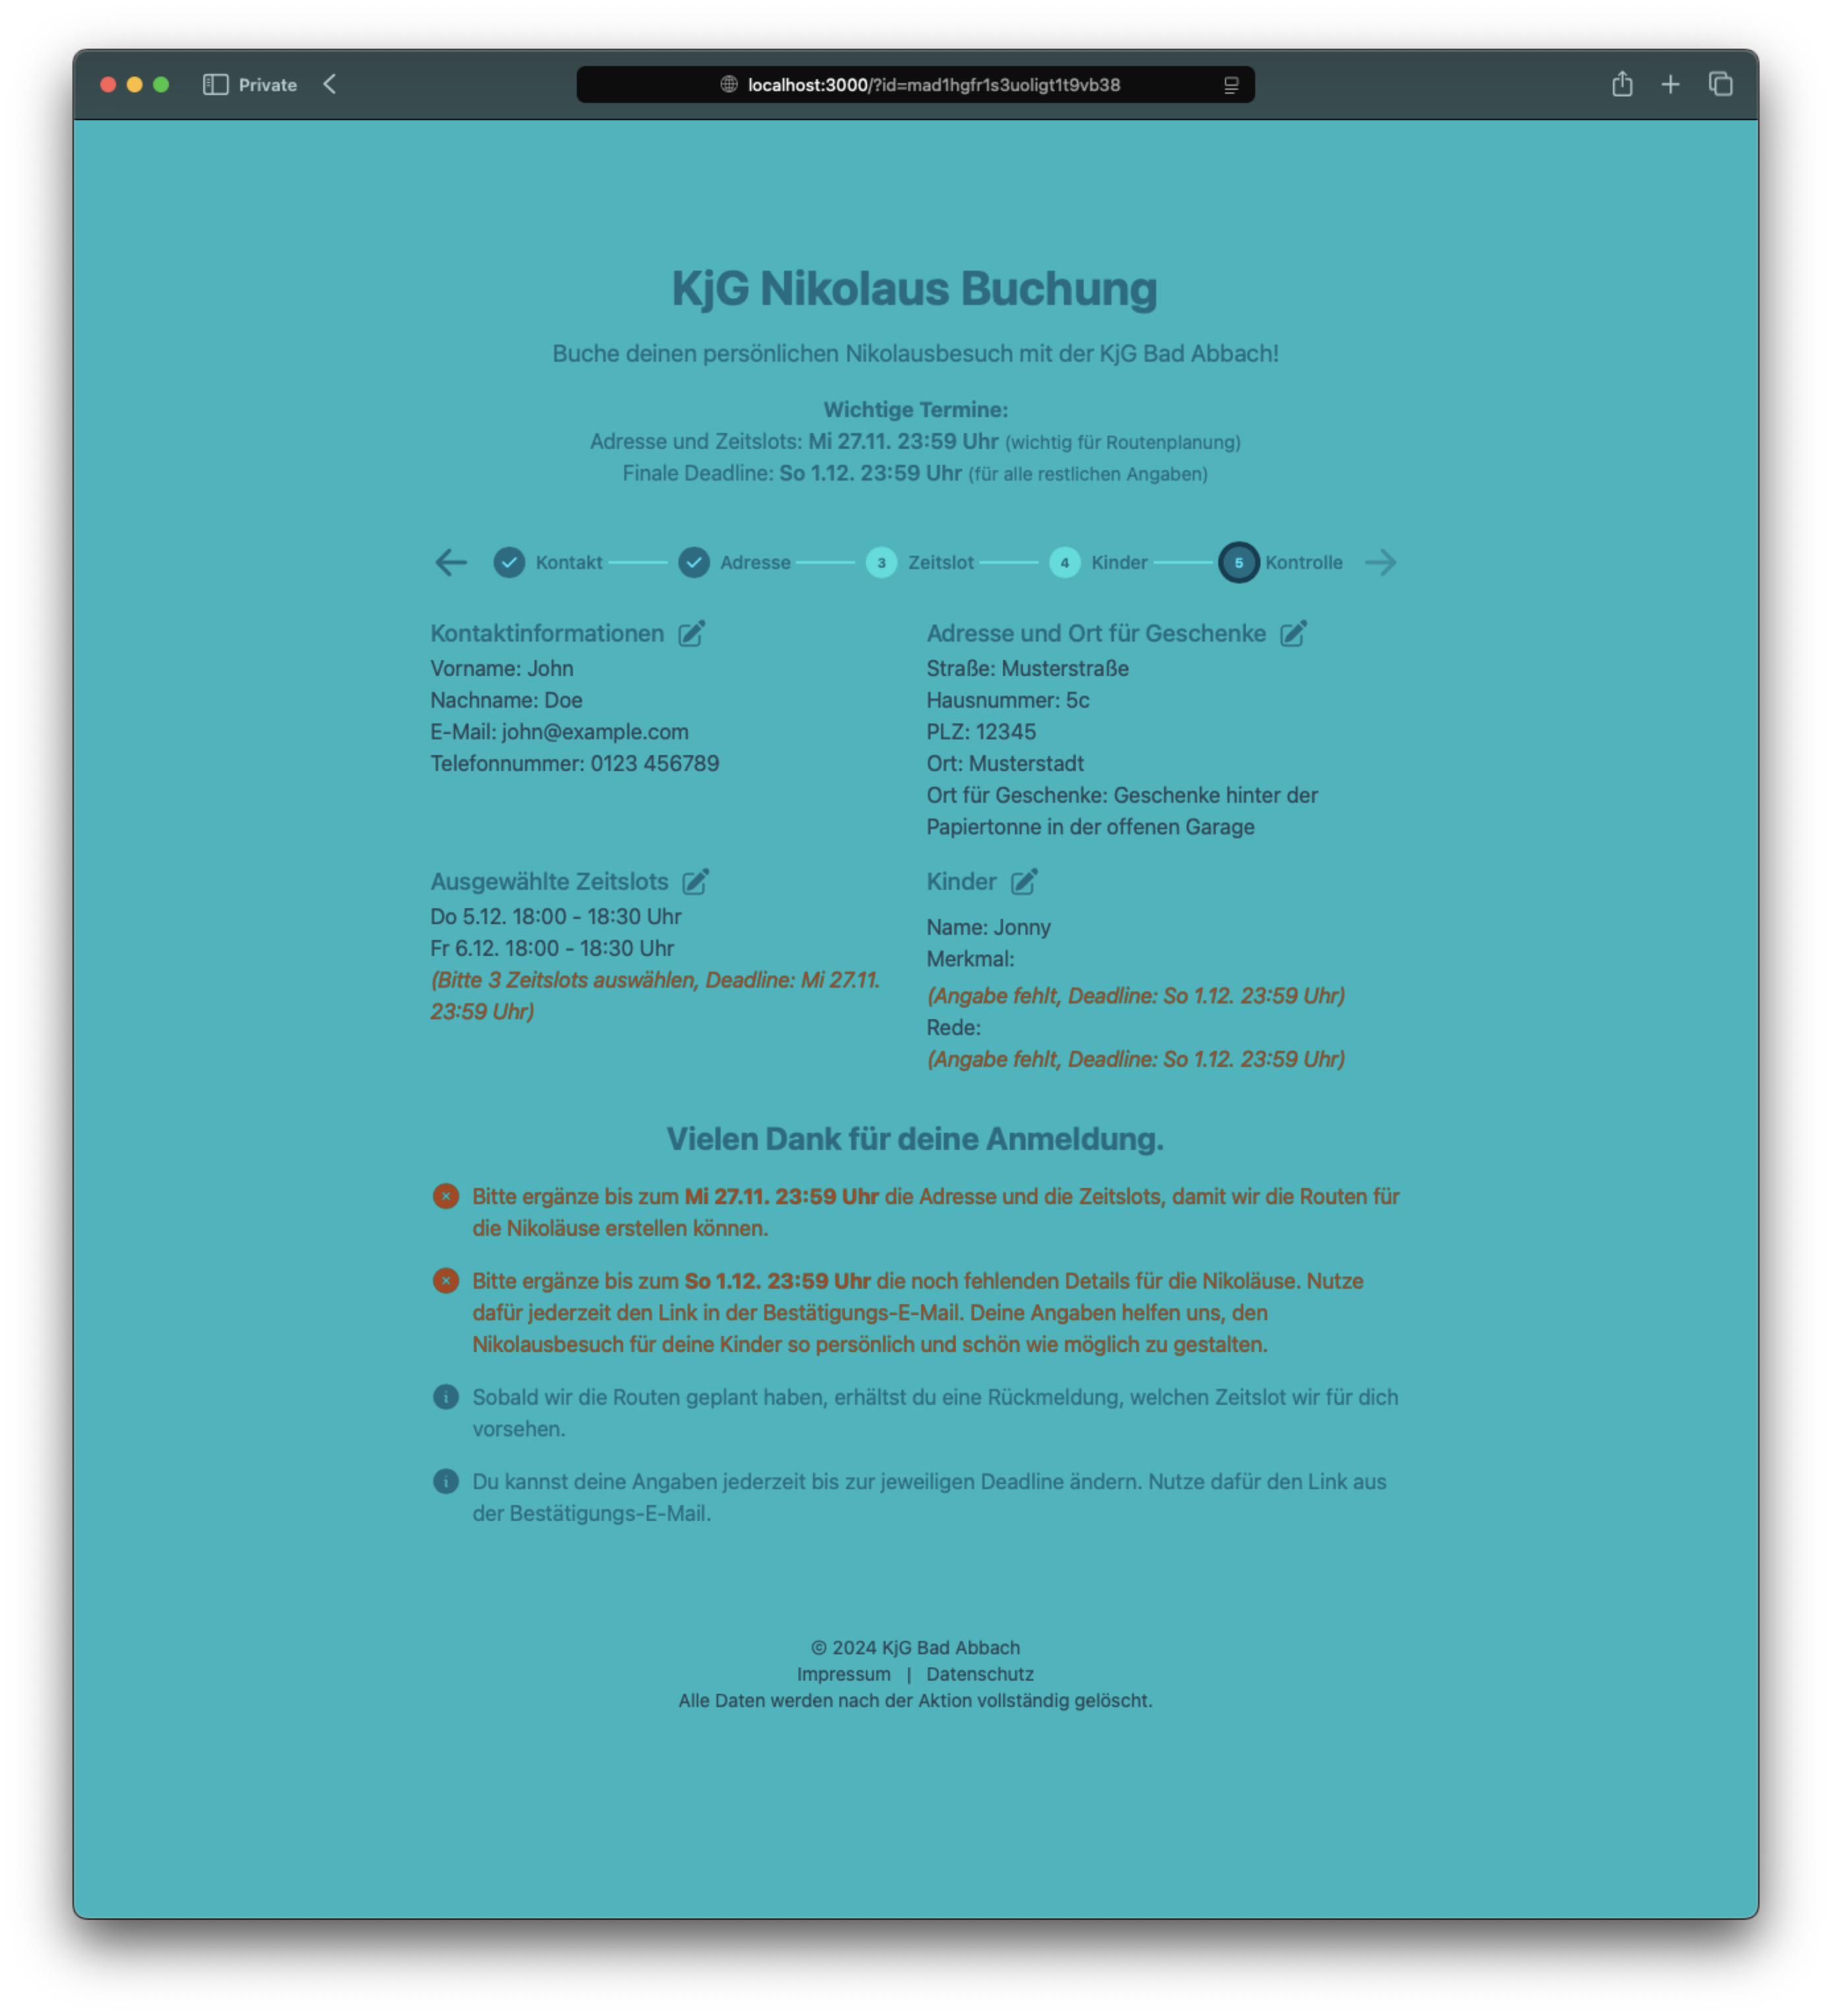 Private
localhost:3000/?id=mad1hgfr1s3uoligt1t9vb38
KjG Nikolaus Buchung
Buche deinen persönlichen Nikolausbesuch mit der KjG Bad Abbach!
Wichtige Termine:
Adresse und Zeitslots: Mi 27.11. 23:59 Uhr (wichtig für Routenplanung)
Finale Deadline: So 1.12. 23:59 Uhr (für alle restlichen Angaben)
Kontakt Adresse 3 Zeitslot 4 Kinder 5 Kontrolle
Kontaktinformationen
Vorname: John
Nachname: Doe
E-Mail: john@example.com
Telefonnummer: 0123 456789
Adresse und Ort für Geschenke
Straße: Musterstraße
Hausnummer: 5c
PLZ: 12345
Ort: Musterstadt
Ort für Geschenke: Geschenke hinter der
Papiertonne in der offenen Garage
Ausgewählte Zeitslots
Do 5.12. 18:00 - 18:30 Uhr
Fr 6.12. 18:00 - 18:30 Uhr
(Bitte 3 Zeitslots auswählen, Deadline: Mi 27.11.
23:59 Uhr)
Kinder
Name: Jonny
Merkmal:
(Angabe fehlt, Deadline: So 1.12. 23:59 Uhr)
Rede:
(Angabe fehlt, Deadline: So 1.12. 23:59 Uhr)
Vielen Dank für deine Anmeldung.
Bitte ergänze bis zum Mi 27.11. 23:59 Uhr die Adresse und die Zeitslots, damit wir die Routen für
die Nikoläuse erstellen können.
Bitte ergänze bis zum So 1.12. 23:59 Uhr die noch fehlenden Details für die Nikoläuse. Nutze
dafür jederzeit den Link in der Bestätigungs-E-Mail. Deine Angaben helfen uns, den
Nikolausbesuch für deine Kinder so persönlich und schön wie möglich zu gestalten.
Sobald wir die Routen geplant haben, erhältst du eine Rückmeldung, welchen Zeitslot wir für dich
vorsehen.
Du kannst deine Angaben jederzeit bis zur jeweiligen Deadline ändern. Nutze dafür den Link aus
der Bestätigungs-E-Mail.
© 2024 KjG Bad Abbach
Impressum | Datenschutz
Alle Daten werden nach der Aktion vollständig gelöscht.